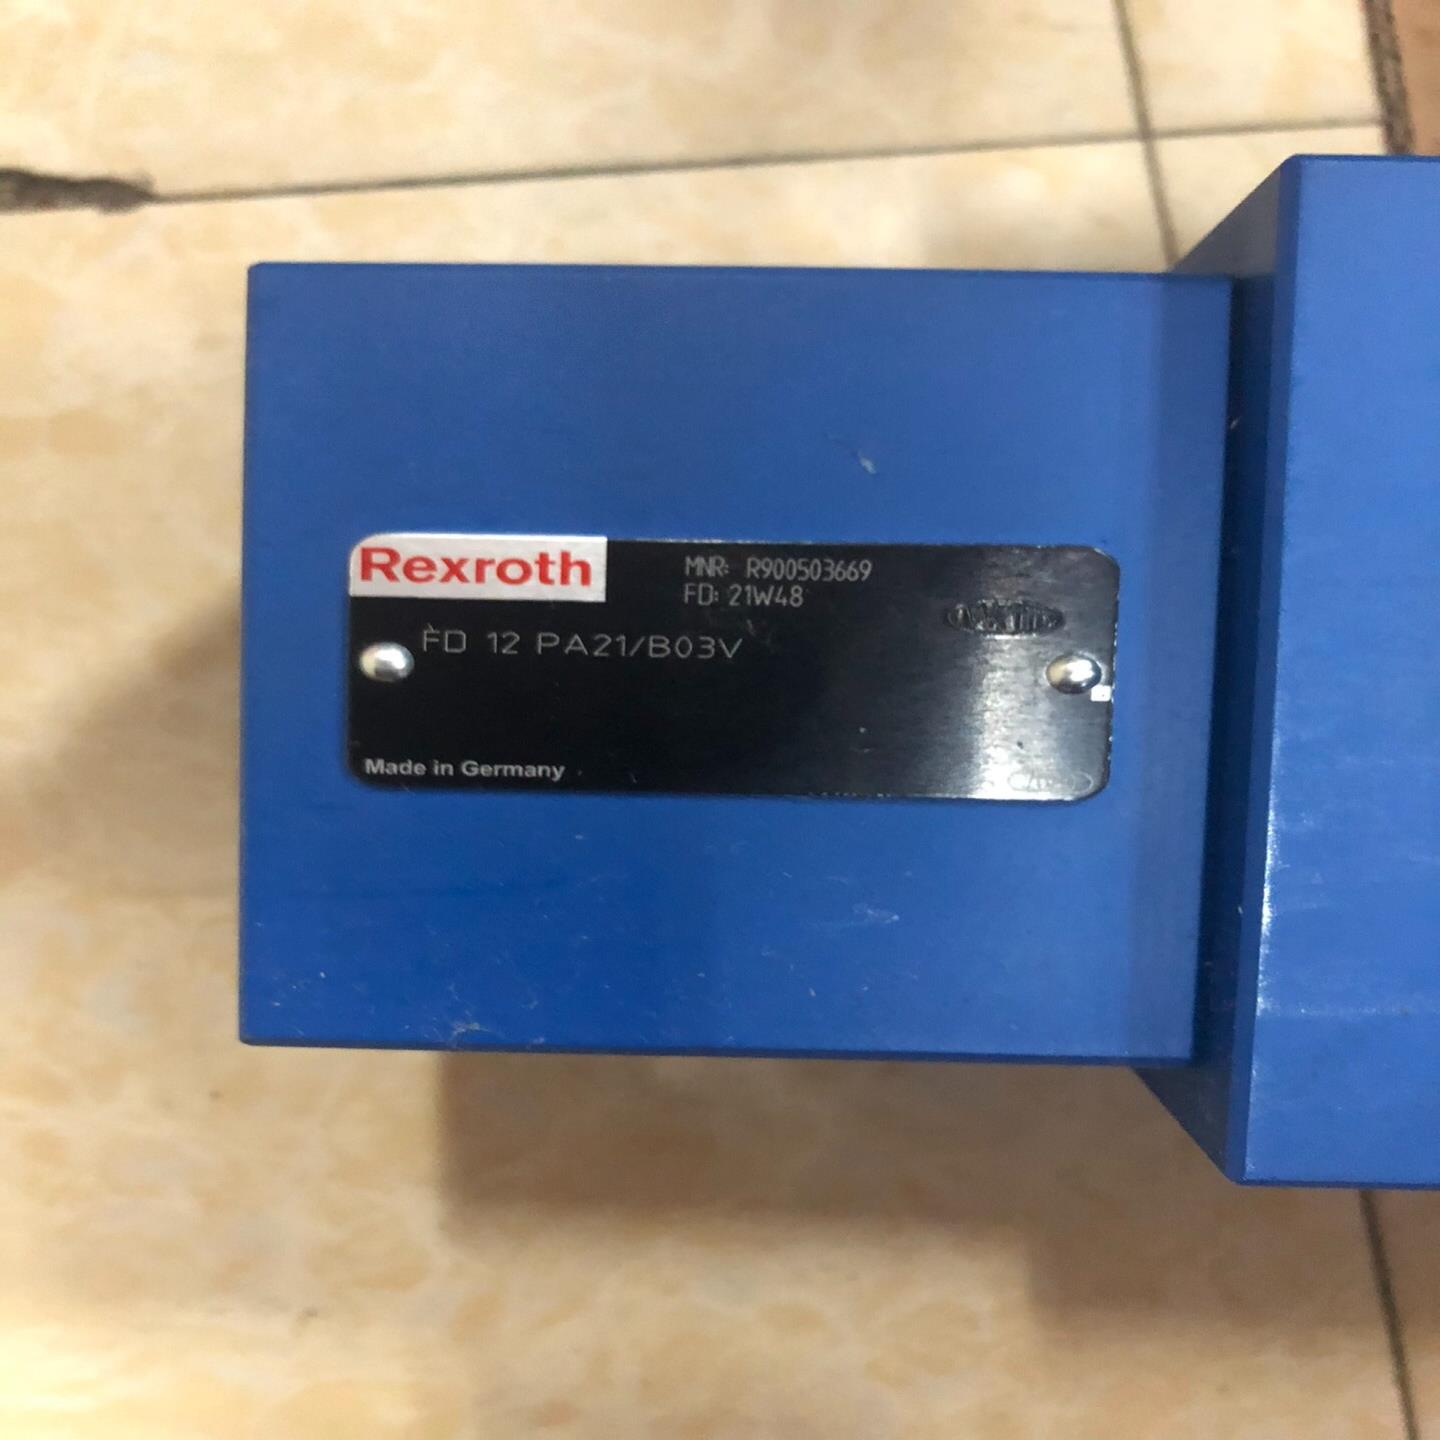 Rexroth
MNR: R900503669
FD: 21W48
FD 12 PA21/B03V
Made in Germany